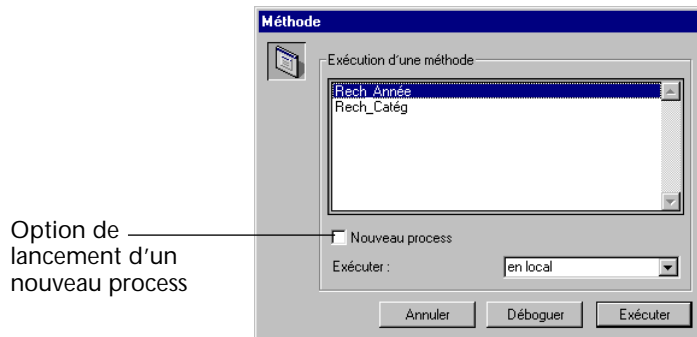 Méthode
Exécution d'une méthode
Rech_Année
Rech_Catég
Option de
lancement d'un
nouveau process
Nouveau process
Exécuter :
en local
Annuler
Déboguer
Exécuter